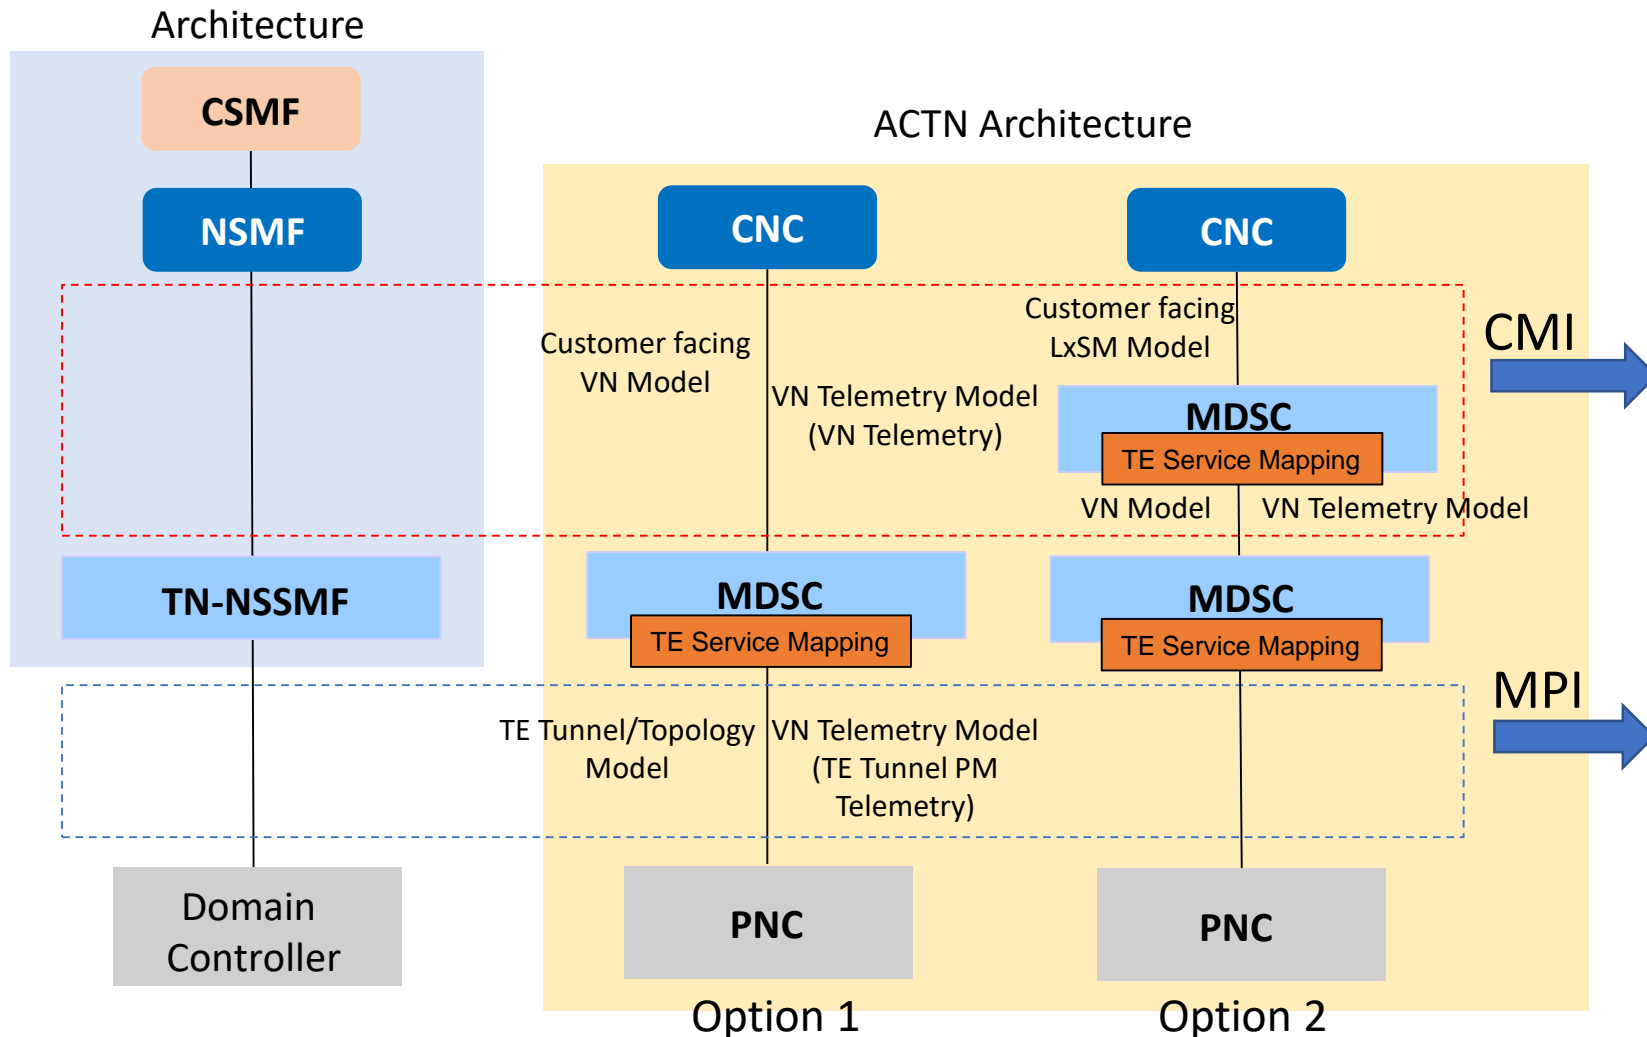 Architecture
CSMF
NSMF
TN-NSSMF
Domain
Controller
ACTN Architecture
CNC
Customer facing
VN Model
VN Telemetry Model
(VN Telemetry)
MDSC
TE Service Mapping
TE Tunnel/Topology
Model
VN Telemetry Model
(TE Tunnel PM
Telemetry)
PNC
Option 1
CNC
Customer facing
LxSM Model
MDSC
TE Service Mapping
VN Model
VN Telemetry Model
MDSC
TE Service Mapping
PNC
Option 2
CMI
MPI